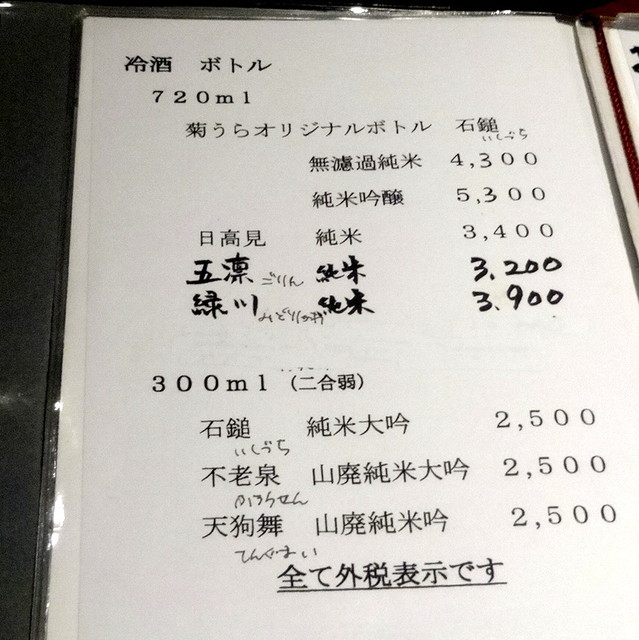 冷酒　ボトル
７２０ｍｌ
菊うらオリジナルボトル　石鎚
いしづち
無濾過純米　４,３００
純米吟醸　５,３００
日高見　純米　３,４００
五凛　ごりん　純米　3.200
緑川　みどりかわ　純米　3.900
３００ｍｌ（二合弱）
石鎚　純米大吟　２,５００
いしづち
不老泉　山廃純米大吟　２,５００
ふろうせん
天狗舞　山廃純米吟　２,５００
てんぐまい
全て外税表示です